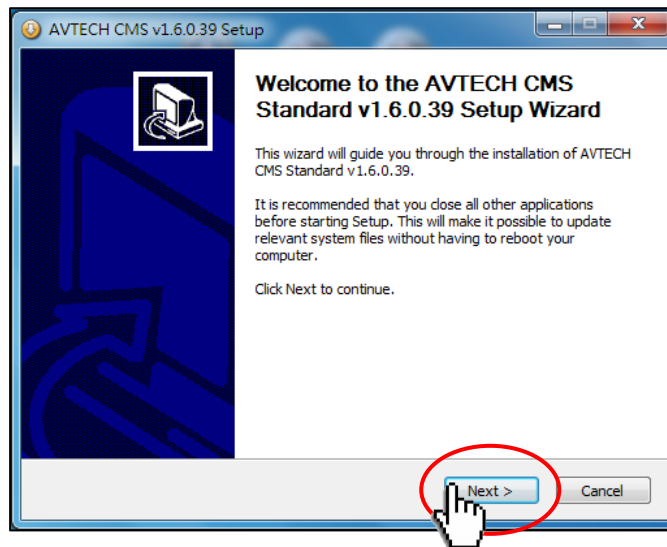 AVTECH CMS v1.6.0.39 Setup
Welcome to the AVTECH CMS
Standard v1.6.0.39 Setup Wizard
This wizard will guide you through the installation of AVTECH
CMS Standard v1.6.0.39.
It is recommended that you close all other applications
before starting Setup. This will make it possible to update
relevant system files without having to reboot your
computer.
Click Next to continue.
Next >
Cancel